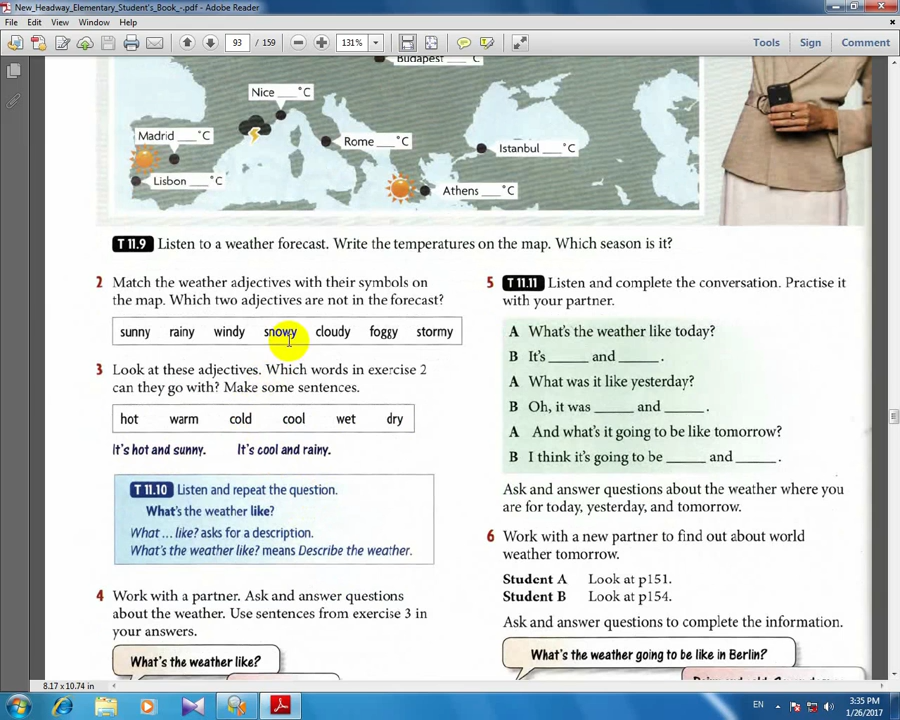 New_Headway_Elementary_Student's_Book_-.pdf - Adobe Reader
File Edit View Window Help
93 / 159 131% Tools Sign Comment
Budapest ___ °C
Nice ___ °C
Madrid ___ °C
Rome ___ °C
Istanbul ___ °C
Lisbon ___ °C
Athens ___ °C
T 11.9 Listen to a weather forecast. Write the temperatures on the map. Which season is it?
2 Match the weather adjectives with their symbols on
the map. Which two adjectives are not in the forecast?
sunny rainy windy snowy cloudy foggy stormy
3 Look at these adjectives. Which words in exercise 2
can they go with? Make some sentences.
hot warm cold cool wet dry
It's hot and sunny. It's cool and rainy.
T 11.10 Listen and repeat the question.
What's the weather like?
What ... like? asks for a description.
What's the weather like? means Describe the weather.
4 Work with a partner. Ask and answer questions
about the weather. Use sentences from exercise 3 in
your answers.
What's the weather like?
5 T 11.11 Listen and complete the conversation. Practise it
with your partner.
A What's the weather like today?
B It's ______ and ______.
A What was it like yesterday?
B Oh, it was ______ and ______.
A And what's it going to be like tomorrow?
B I think it's going to be ______ and ______.
Ask and answer questions about the weather where you
are for today, yesterday, and tomorrow.
6 Work with a new partner to find out about world
weather tomorrow.
Student A Look at p151.
Student B Look at p154.
Ask and answer questions to complete the information.
What's the weather going to be like in Berlin?
8.17 x 10.74 in
EN 3:35 PM
1/26/2017